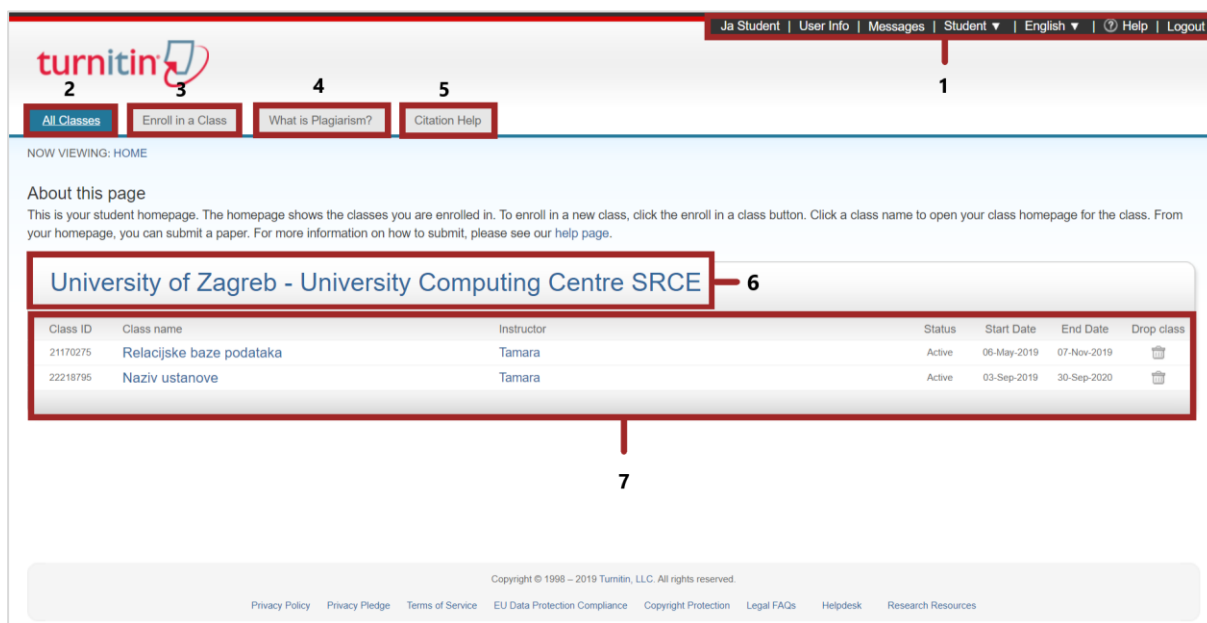 Ja Student | User Info | Messages | Student ▼ | English ▼ | ? Help | Logout
turnitin
1
2 3 4 5
All Classes Enroll in a Class What is Plagiarism? Citation Help
NOW VIEWING: HOME
About this page
This is your student homepage. The homepage shows the classes you are enrolled in. To enroll in a new class, click the enroll in a class button. Click a class name to open your class homepage for the class. From
your homepage, you can submit a paper. For more information on how to submit, please see our help page.
University of Zagreb - University Computing Centre SRCE 6
Class ID Class name Instructor Status Start Date End Date Drop class
21170275 Relacijske baze podataka Tamara Active 06-May-2019 07-Nov-2019
22218795 Naziv ustanove Tamara Active 03-Sep-2019 30-Sep-2020
7
Copyright © 1998 – 2019 Turnitin, LLC. All rights reserved.
Privacy Policy Privacy Pledge Terms of Service EU Data Protection Compliance Copyright Protection Legal FAQs Helpdesk Research Resources